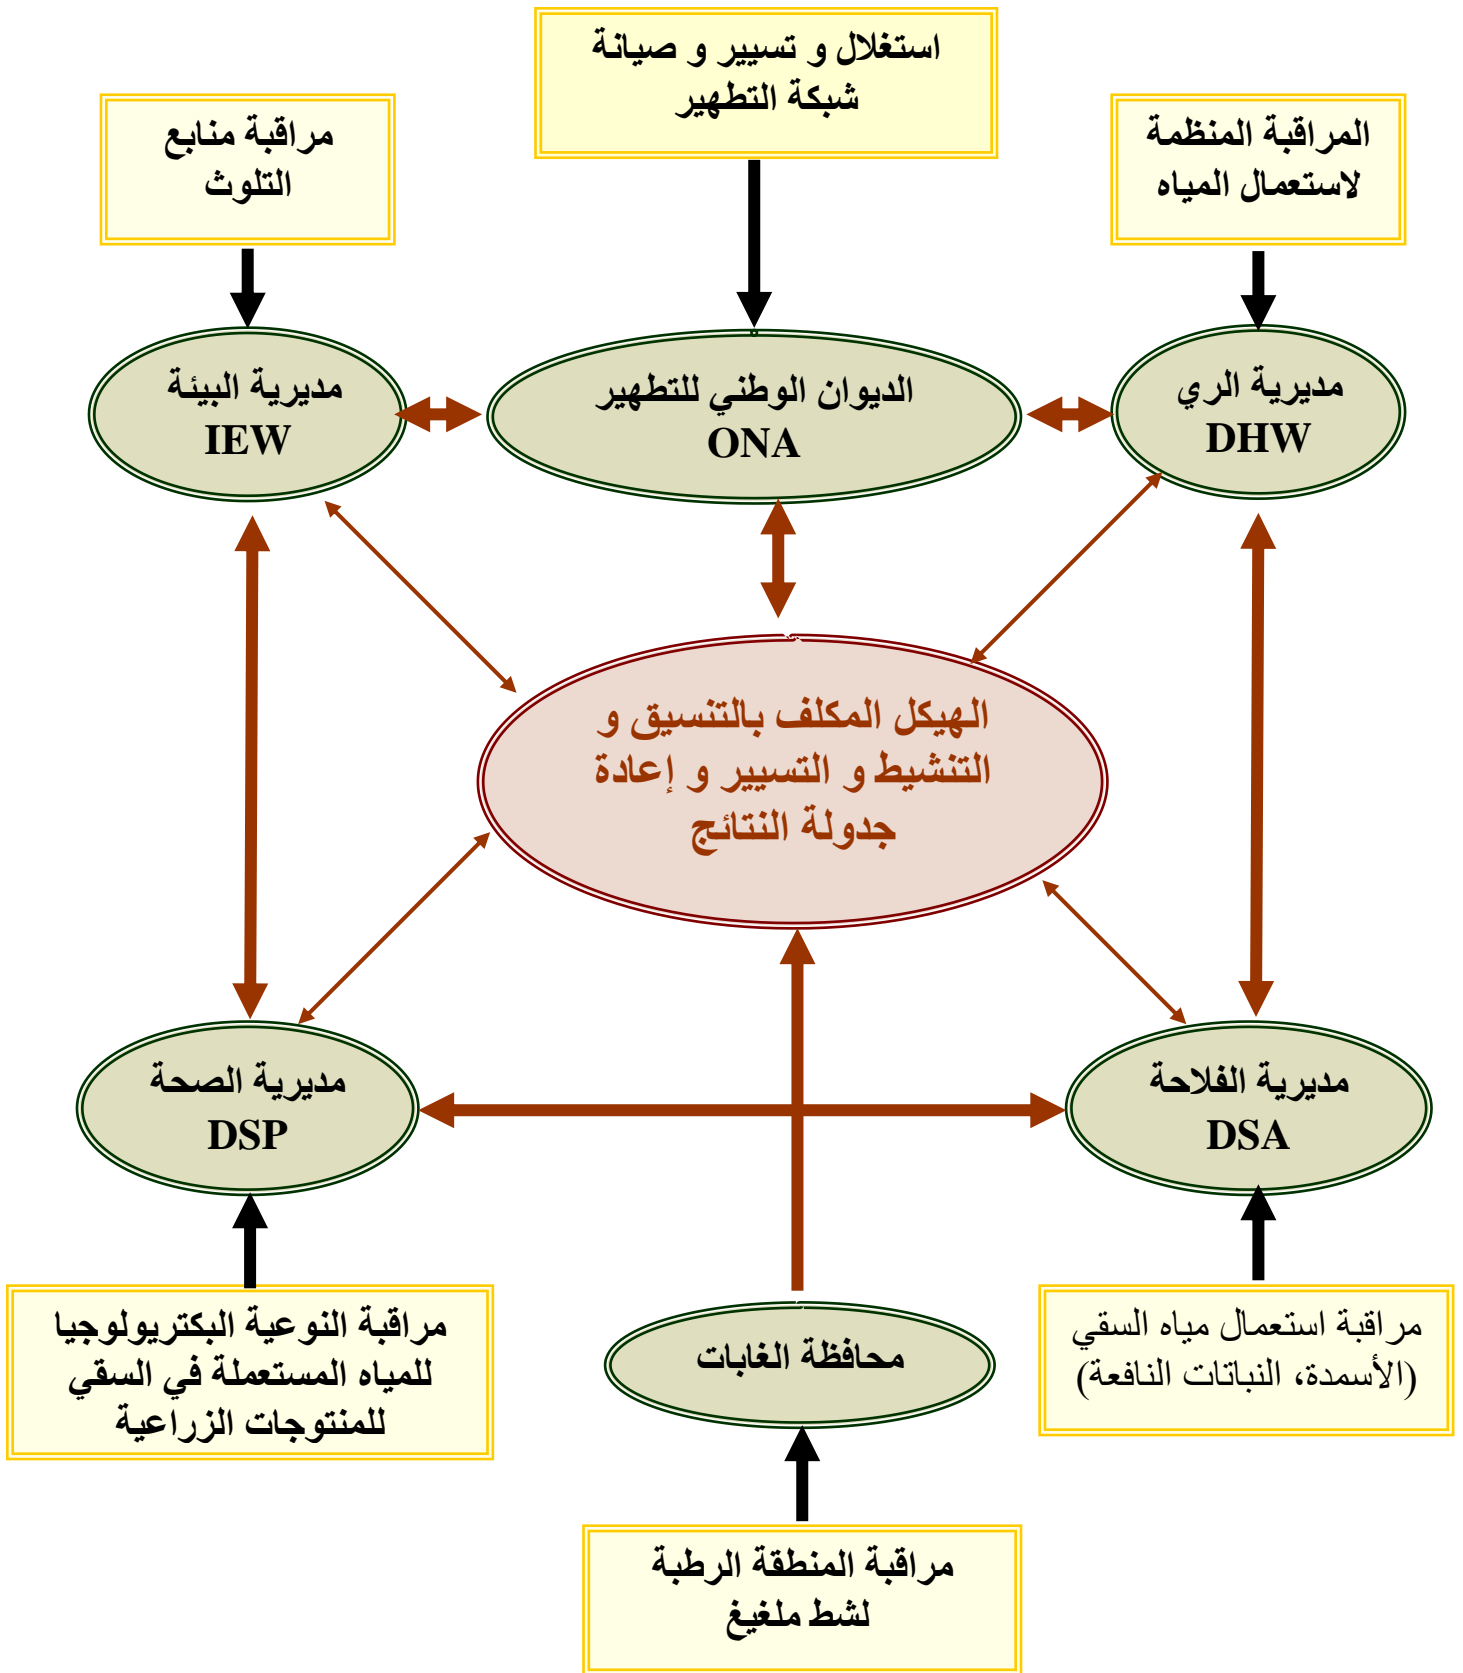 استغلال و تسيير و صيانة
شبكة التطهير
المراقبة المنظمة
لاستعمال المياه
مراقبة منابع
التلوث
مديرية الري
DHW
الديوان الوطني للتطهير
ONA
مديرية البيئة
IEW
الهيكل المكلف بالتنسيق و
التنشيط و التسيير و إعادة
جدولة النتائج
مديرية الفلاحة
DSA
مديرية الصحة
DSP
مراقبة استعمال مياه السقي
(الأسمدة، النباتات النافعة)
محافظة الغابات
مراقبة النوعية البكتريولوجيا
للمياه المستعملة في السقي
للمنتوجات الزراعية
مراقبة المنطقة الرطبة
لشط ملغيغ